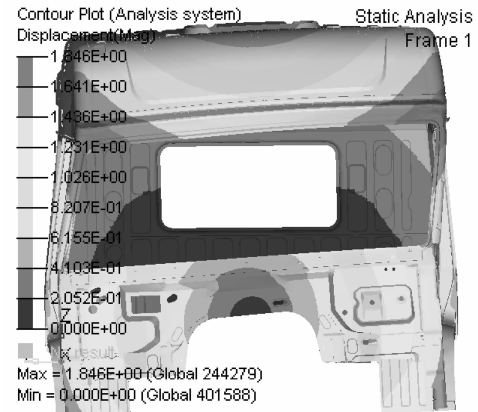 Contour Plot (Analysis system)
Static Analysis
Displacement(Mag)
Frame 1
1.846E+00
1.641E+00
1.436E+00
1.231E+00
1.026E+00
8.207E-01
6.155E-01
4.103E-01
2.052E-01
Z
0.000E+00
X
result
Max = 1.846E+00 (Global 244279)
Min = 0.000E+00 (Global 401588)